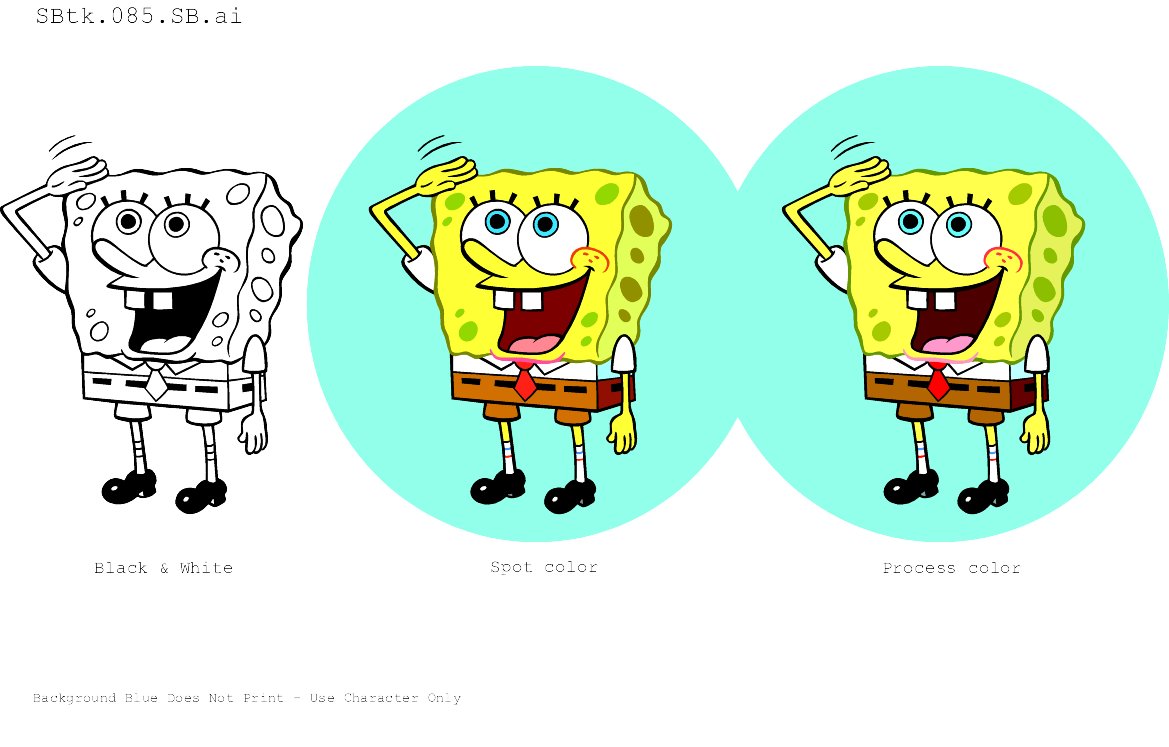 SBtk.085.SB.ai
Black & White
Spot color
Process color
Background Blue Does Not Print - Use Character Only